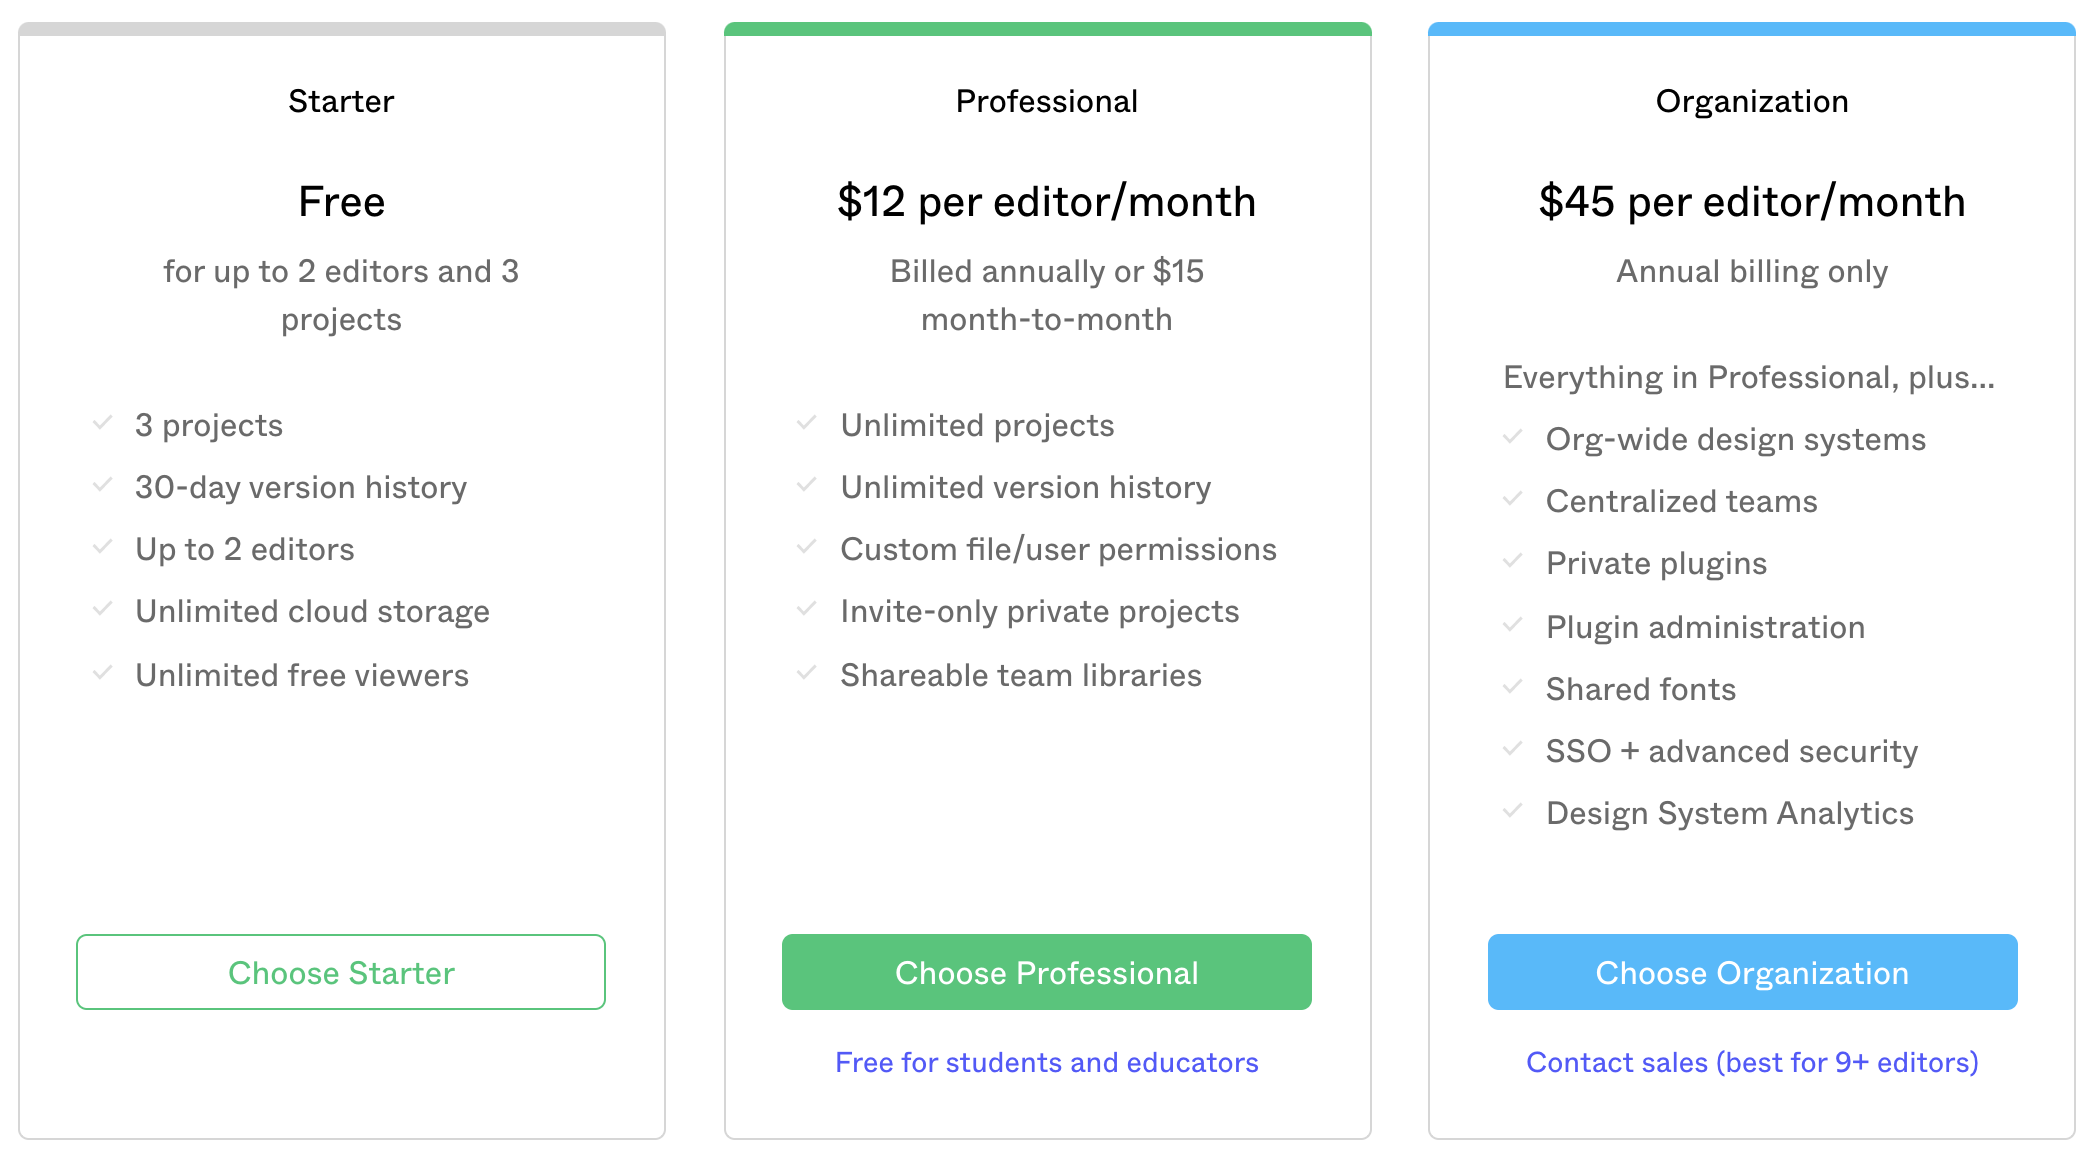 Starter
Free
for up to 2 editors and 3
projects
3 projects
30-day version history
Up to 2 editors
Unlimited cloud storage
Unlimited free viewers
Choose Starter
Professional
$12 per editor/month
Billed annually or $15
month-to-month
Unlimited projects
Unlimited version history
Custom file/user permissions
Invite-only private projects
Shareable team libraries
Choose Professional
Free for students and educators
Organization
$45 per editor/month
Annual billing only
Everything in Professional, plus...
Org-wide design systems
Centralized teams
Private plugins
Plugin administration
Shared fonts
SSO + advanced security
Design System Analytics
Choose Organization
Contact sales (best for 9+ editors)